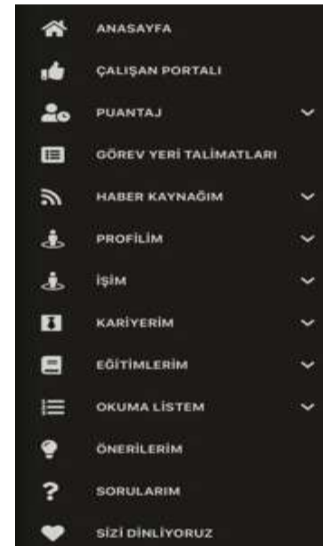 ANASAYFA
ÇALIŞAN PORTALI
PUANTAJ
GÖREV YERİ TALİMATLARI
HABER KAYNAĞIM
PROFİLİM
İŞİM
KARİYERİM
EĞİTİMLERİM
OKUMA LİSTEM
ÖNERİLERİM
SORULARIM
SİZİ DİNLİYORUZ